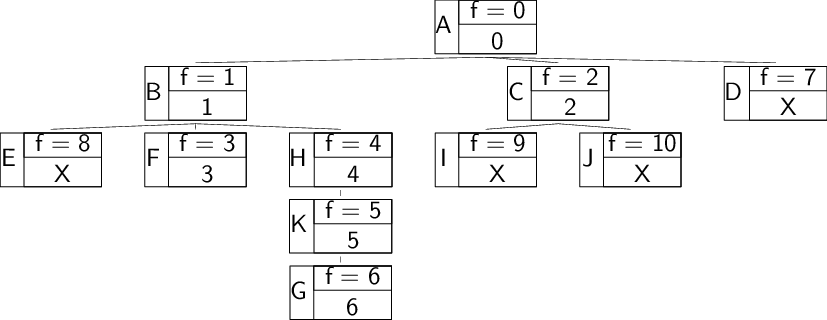 A f = 0
0
B f = 1
1
C f = 2
2
D f = 7
X
E f = 8
X
F f = 3
3
H f = 4
4
I f = 9
X
J f = 10
X
K f = 5
5
G f = 6
6